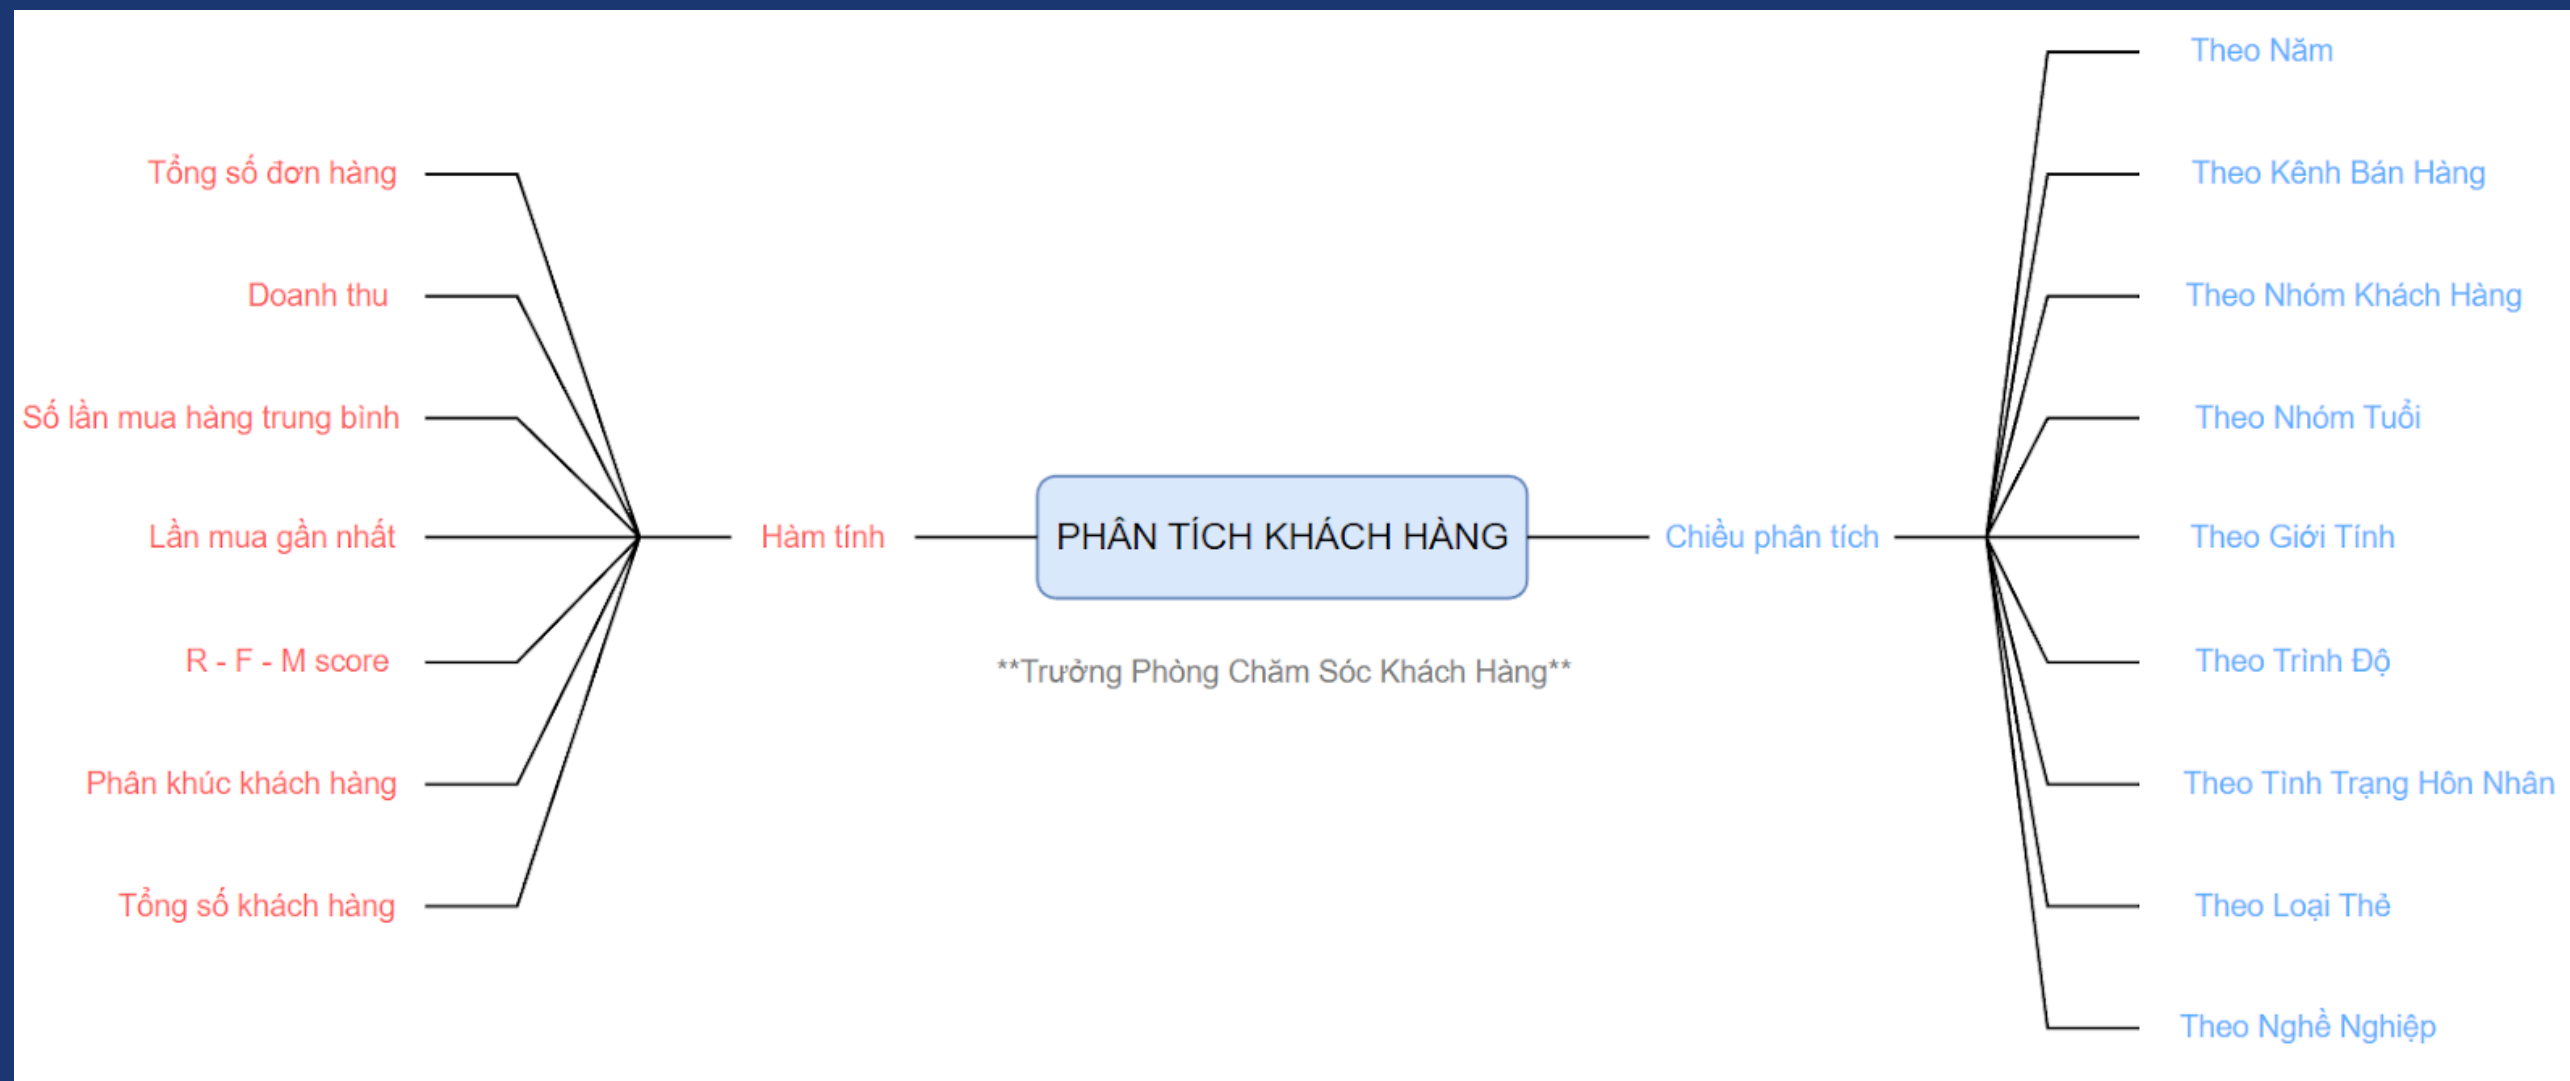 Tổng số đơn hàng
Doanh thu
Số lần mua hàng trung bình
Lần mua gần nhất
R - F - M score
Phân khúc khách hàng
Tổng số khách hàng
Hàm tính
PHÂN TÍCH KHÁCH HÀNG
**Trưởng Phòng Chăm Sóc Khách Hàng**
Chiều phân tích
Theo Năm
Theo Kênh Bán Hàng
Theo Nhóm Khách Hàng
Theo Nhóm Tuổi
Theo Giới Tính
Theo Trình Độ
Theo Tình Trạng Hôn Nhân
Theo Loại Thẻ
Theo Nghề Nghiệp